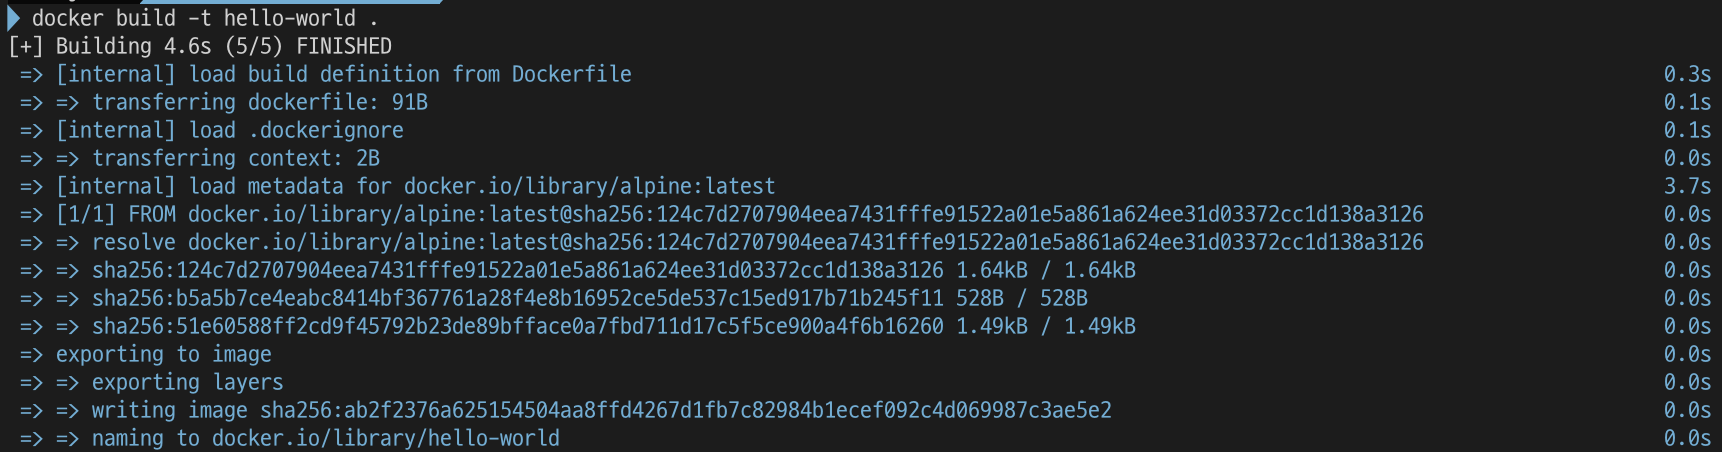 docker build -t hello-world .
[+] Building 4.6s (5/5) FINISHED
=> [internal] load build definition from Dockerfile 0.3s
=> => transferring dockerfile: 91B 0.1s
=> [internal] load .dockerignore 0.1s
=> => transferring context: 2B 0.0s
=> [internal] load metadata for docker.io/library/alpine:latest 3.7s
=> [1/1] FROM docker.io/library/alpine:latest@sha256:124c7d2707904eea7431fffe91522a01e5a861a624ee31d03372cc1d138a3126 0.0s
=> => resolve docker.io/library/alpine:latest@sha256:124c7d2707904eea7431fffe91522a01e5a861a624ee31d03372cc1d138a3126 0.0s
=> => sha256:124c7d2707904eea7431fffe91522a01e5a861a624ee31d03372cc1d138a3126 1.64kB / 1.64kB 0.0s
=> => sha256:b5a5b7ce4eabc8414bf367761a28f4e8b16952ce5de537c15ed917b71b245f11 528B / 528B 0.0s
=> => sha256:51e60588ff2cd9f45792b23de89bfface0a7fbd711d17c5f5ce900a4f6b16260 1.49kB / 1.49kB 0.0s
=> exporting to image 0.0s
=> => exporting layers 0.0s
=> => writing image sha256:ab2f2376a625154504aa8ffd4267d1fb7c82984b1ecef092c4d069987c3ae5e2 0.0s
=> => naming to docker.io/library/hello-world 0.0s